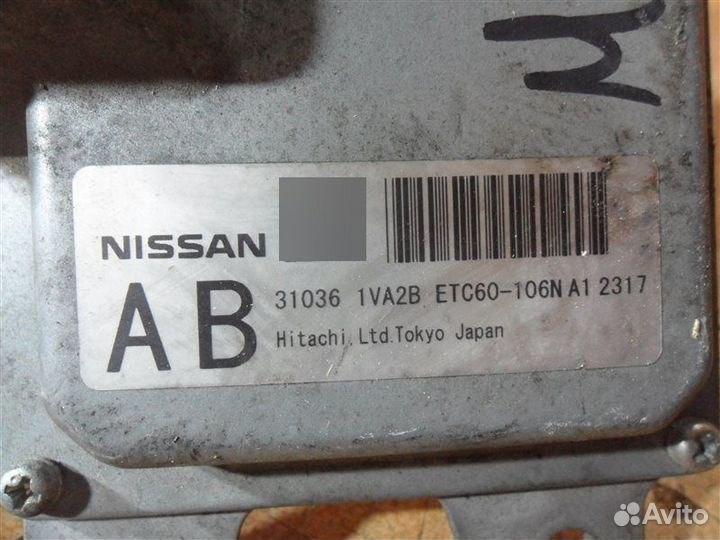 NISSAN
AB
31036 1VA2B ETC60-106N A1 2317
Hitachi, Ltd. Tokyo Japan
Avito